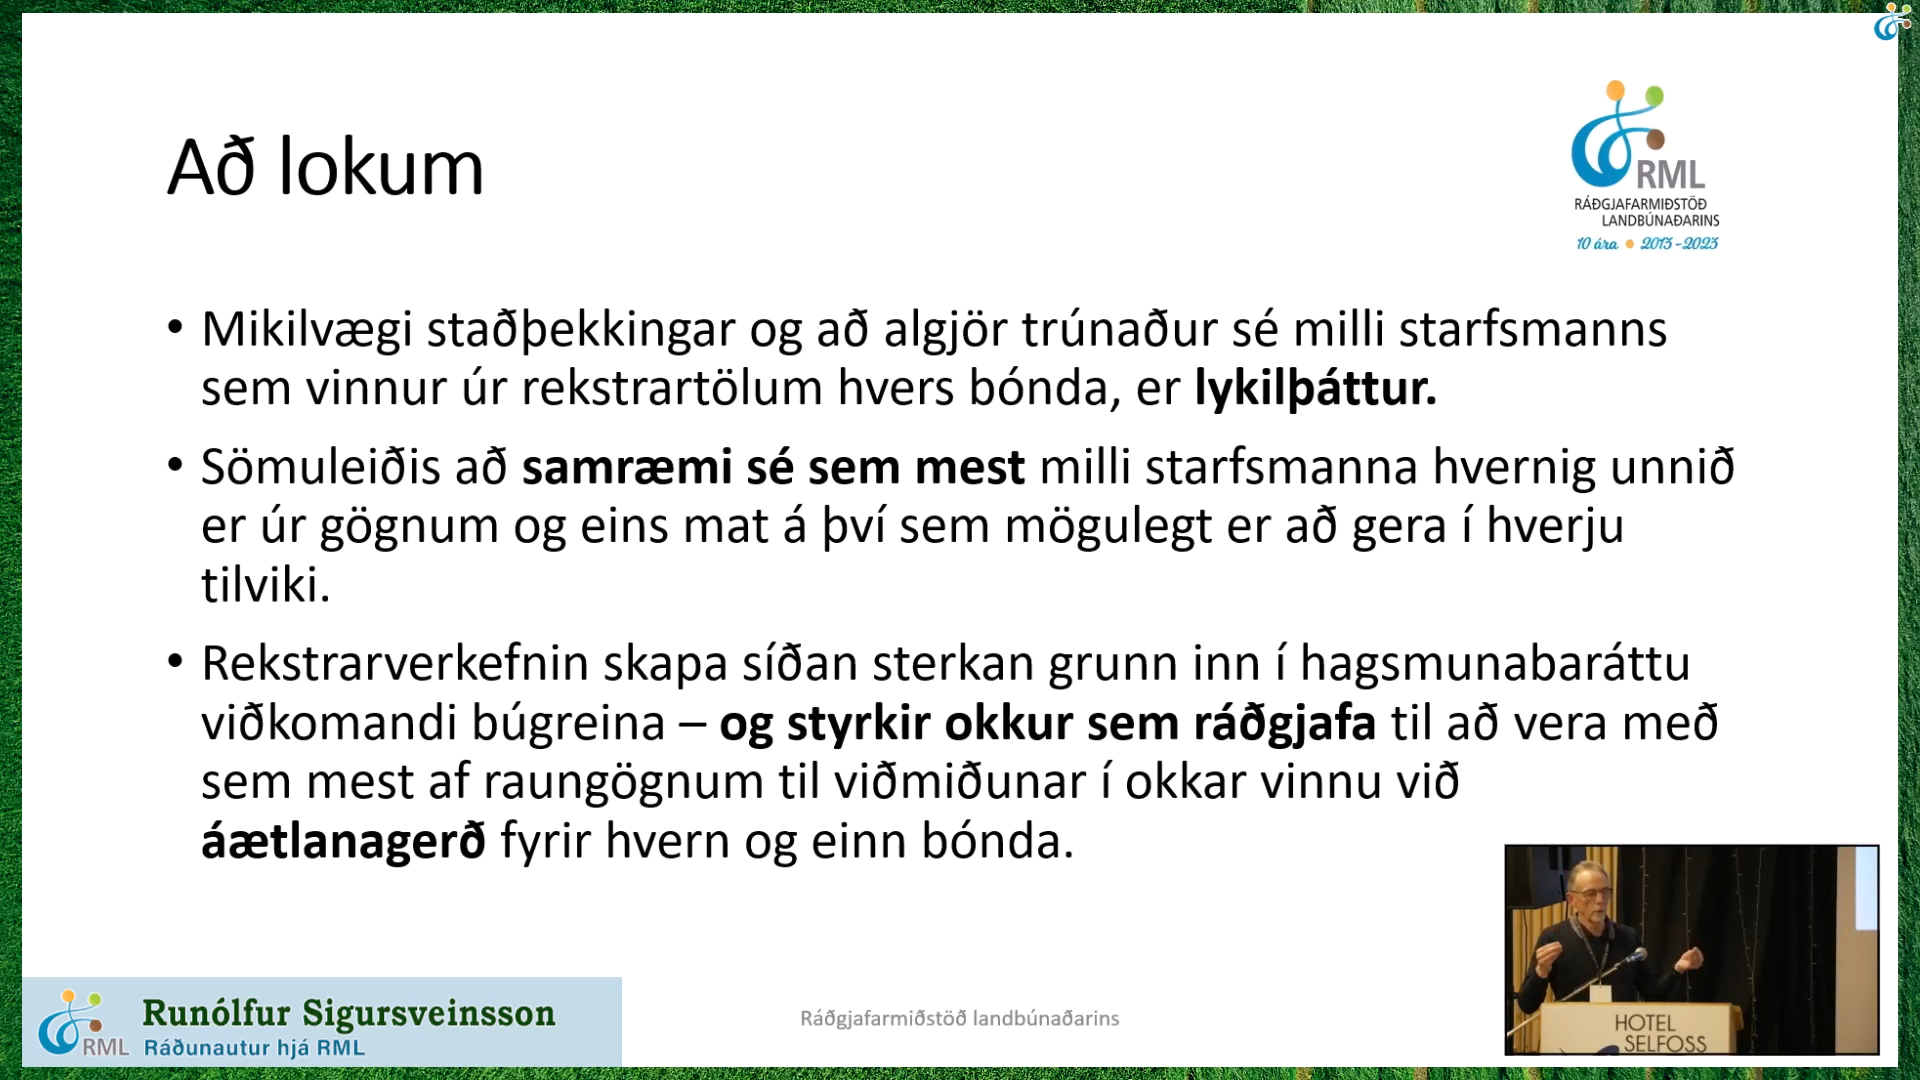 Að lokum
RML
RÁÐGJAFARMIÐSTÖÐ
LANDBÚNAÐARINS
10 ára • 2013-2023
• Mikilvægi staðþekkingar og að algjör trúnaður sé milli starfsmanns
sem vinnur úr rekstrartölum hvers bónda, er lykilþáttur.
• Sömuleiðis að samræmi sé sem mest milli starfsmanna hvernig unnið
er úr gögnum og eins mat á því sem mögulegt er að gera í hverju
tilviki.
• Rekstrarverkefnin skapa síðan sterkan grunn inn í hagsmunabaráttu
viðkomandi búgreina – og styrkir okkur sem ráðgjafa til að vera með
sem mest af raungögnum til viðmiðunar í okkar vinnu við
áætlanagerð fyrir hvern og einn bónda.
RML
Runólfur Sigursveinsson
Ráðunautur hjá RML
Ráðgjafarmiðstöð landbúnaðarins
HOTEL
SELFOSS